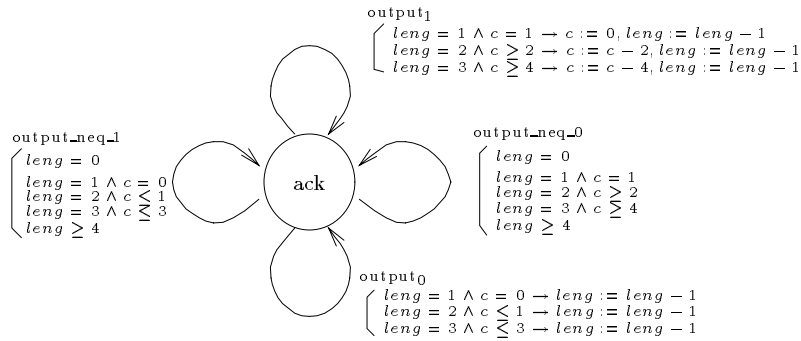 output1
leng = 1 ∧ c = 1 → c := 0, leng := leng − 1
leng = 2 ∧ c ≥ 2 → c := c − 2, leng := leng − 1
leng = 3 ∧ c ≥ 4 → c := c − 4, leng := leng − 1
output_neq_1
leng = 0
leng = 1 ∧ c = 0
leng = 2 ∧ c ≤ 1
leng = 3 ∧ c ≤ 3
leng ≥ 4
ack
output_neq_0
leng = 0
leng = 1 ∧ c = 1
leng = 2 ∧ c ≥ 2
leng = 3 ∧ c ≥ 4
leng ≥ 4
output0
leng = 1 ∧ c = 0 → leng := leng − 1
leng = 2 ∧ c ≤ 1 → leng := leng − 1
leng = 3 ∧ c ≤ 3 → leng := leng − 1